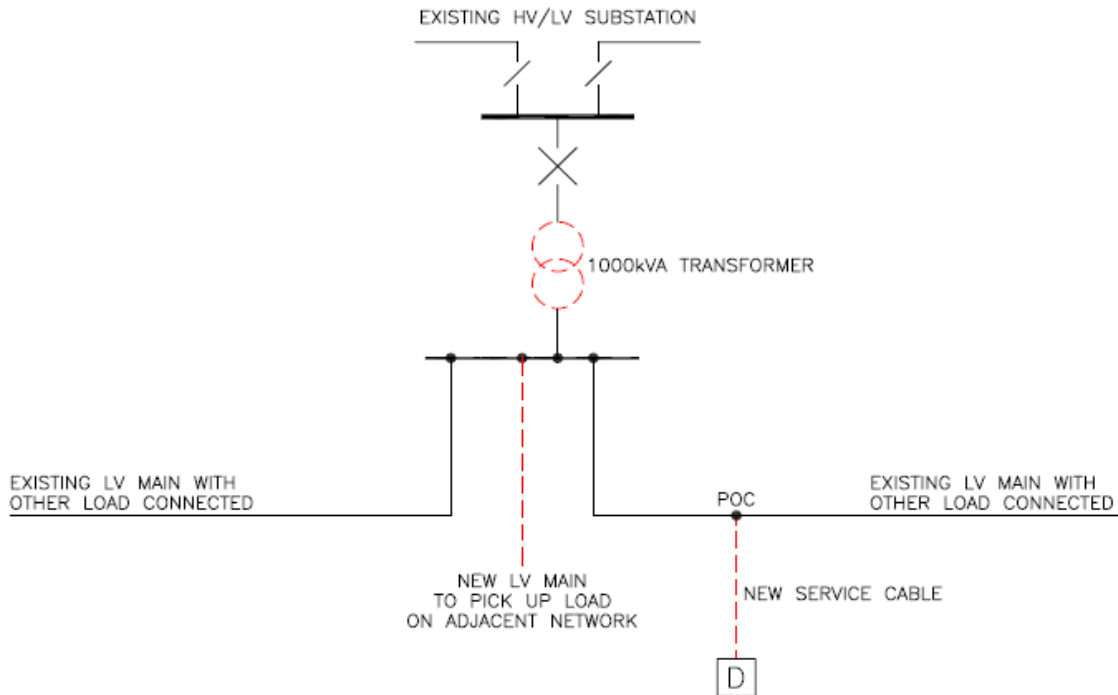 EXISTING HV/LV SUBSTATION
1000kVA TRANSFORMER
EXISTING LV MAIN WITH
OTHER LOAD CONNECTED
POC
EXISTING LV MAIN WITH
OTHER LOAD CONNECTED
NEW LV MAIN
TO PICK UP LOAD
ON ADJACENT NETWORK
NEW SERVICE CABLE
D